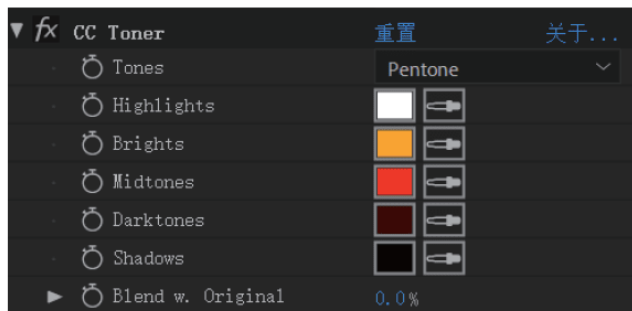 fx CC Toner 重置 关于...
Tones Pentone
Highlights
Brights
Midtones
Darktones
Shadows
Blend w. Original 0.0%